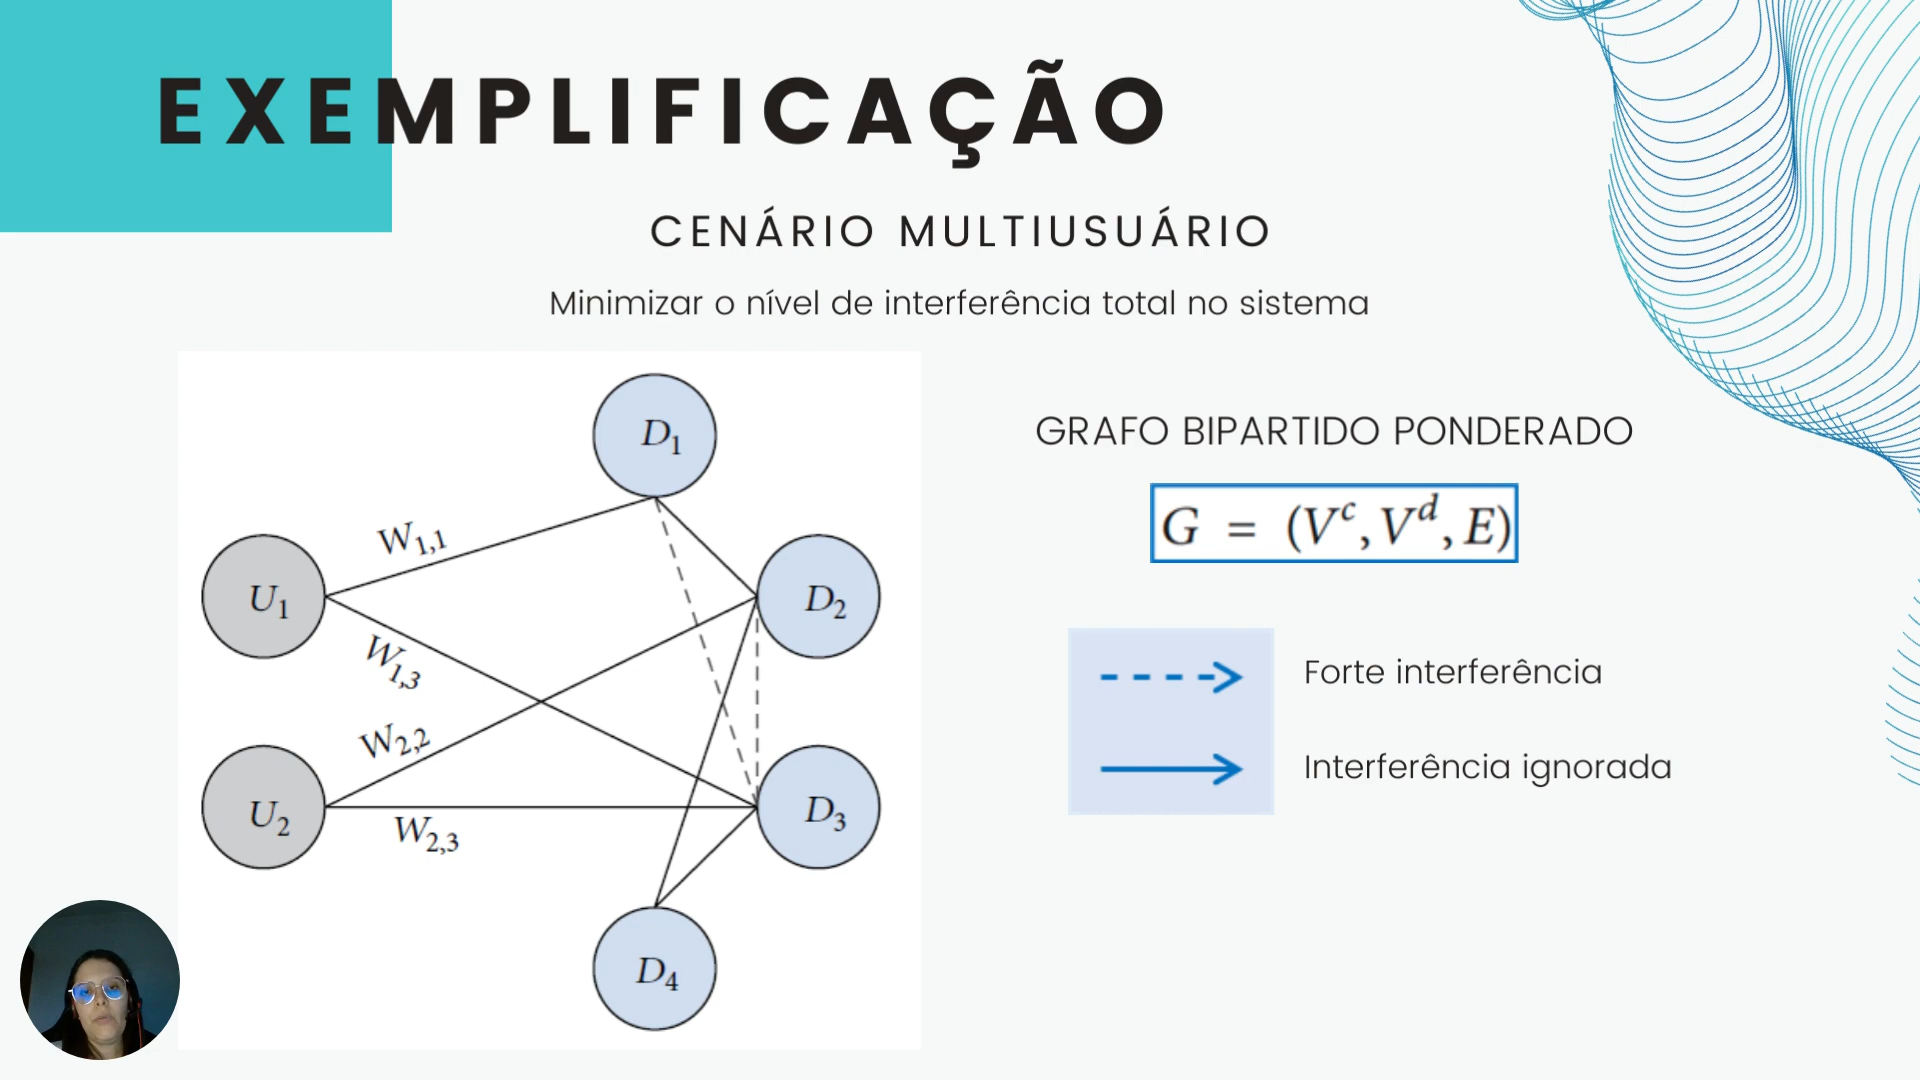 EXEMPLIFICAÇÃO
CENÁRIO MULTIUSUÁRIO
Minimizar o nível de interferência total no sistema
D1
W1,1
U1
D2
W1,3
W2,2
U2
D3
W2,3
D4
GRAFO BIPARTIDO PONDERADO
G = (V^c, V^d, E)
Forte interferência
Interferência ignorada